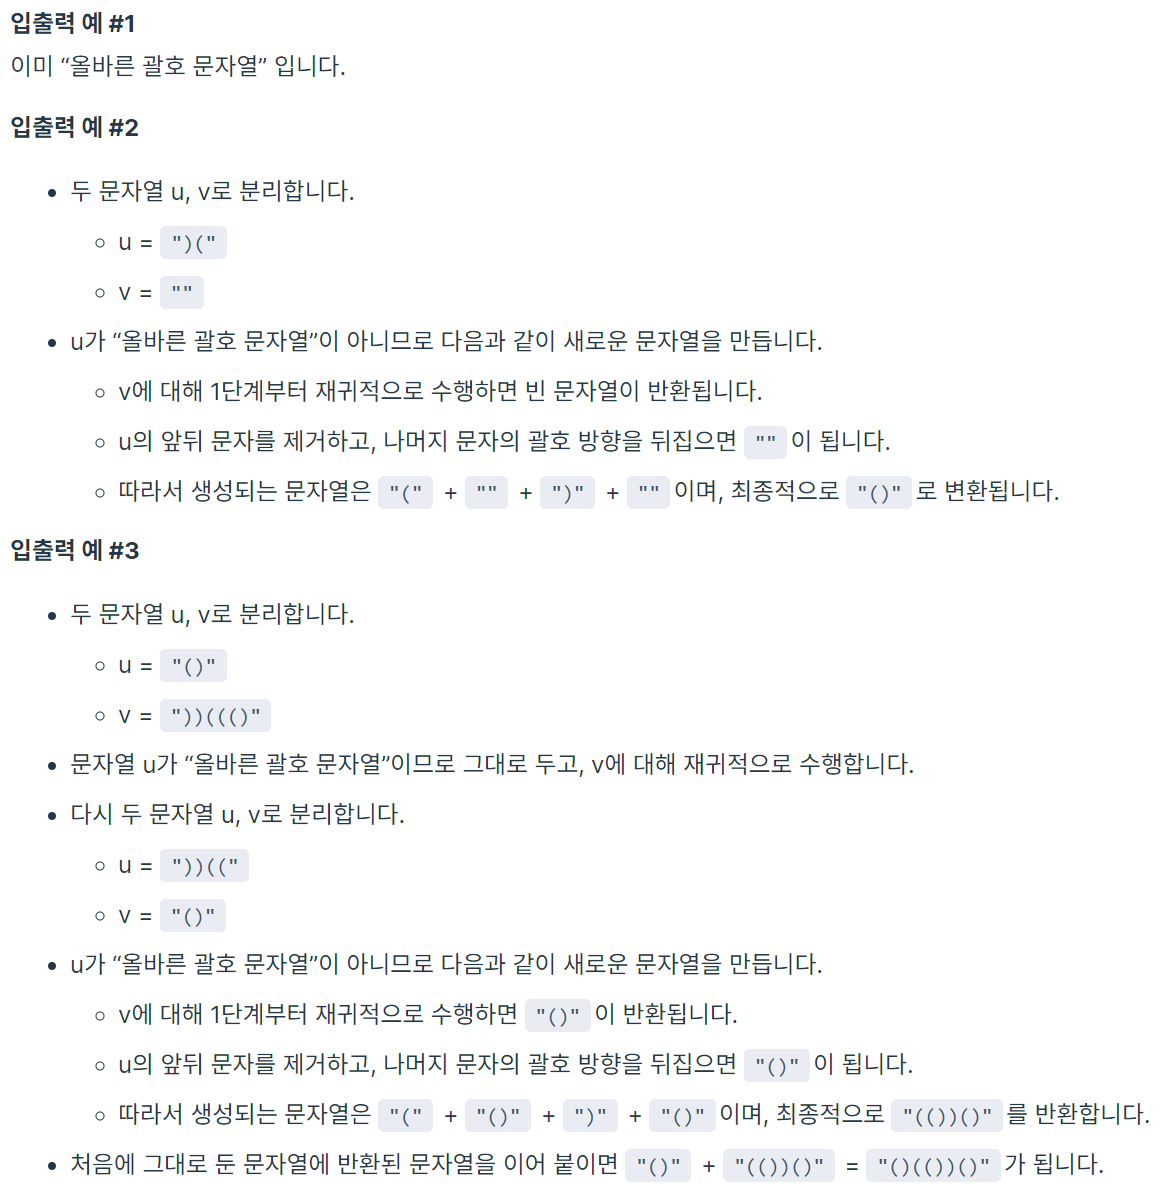 입출력 예 #1
이미 “올바른 괄호 문자열” 입니다.
입출력 예 #2
두 문자열 u, v로 분리합니다.
u = ")("
v = ""
u가 “올바른 괄호 문자열”이 아니므로 다음과 같이 새로운 문자열을 만듭니다.
v에 대해 1단계부터 재귀적으로 수행하면 빈 문자열이 반환됩니다.
u의 앞뒤 문자를 제거하고, 나머지 문자의 괄호 방향을 뒤집으면 "" 이 됩니다.
따라서 생성되는 문자열은 "(" + "" + ")" + "" 이며, 최종적으로 "()" 로 변환됩니다.
입출력 예 #3
두 문자열 u, v로 분리합니다.
u = "()"
v = "))((()"
문자열 u가 “올바른 괄호 문자열”이므로 그대로 두고, v에 대해 재귀적으로 수행합니다.
다시 두 문자열 u, v로 분리합니다.
u = "))(("
v = "()"
u가 “올바른 괄호 문자열”이 아니므로 다음과 같이 새로운 문자열을 만듭니다.
v에 대해 1단계부터 재귀적으로 수행하면 "()" 이 반환됩니다.
u의 앞뒤 문자를 제거하고, 나머지 문자의 괄호 방향을 뒤집으면 "()" 이 됩니다.
따라서 생성되는 문자열은 "(" + "()" + ")" + "()" 이며, 최종적으로 "(())()" 를 반환합니다.
처음에 그대로 둔 문자열에 반환된 문자열을 이어 붙이면 "()" + "(())()" = "()(())()" 가 됩니다.